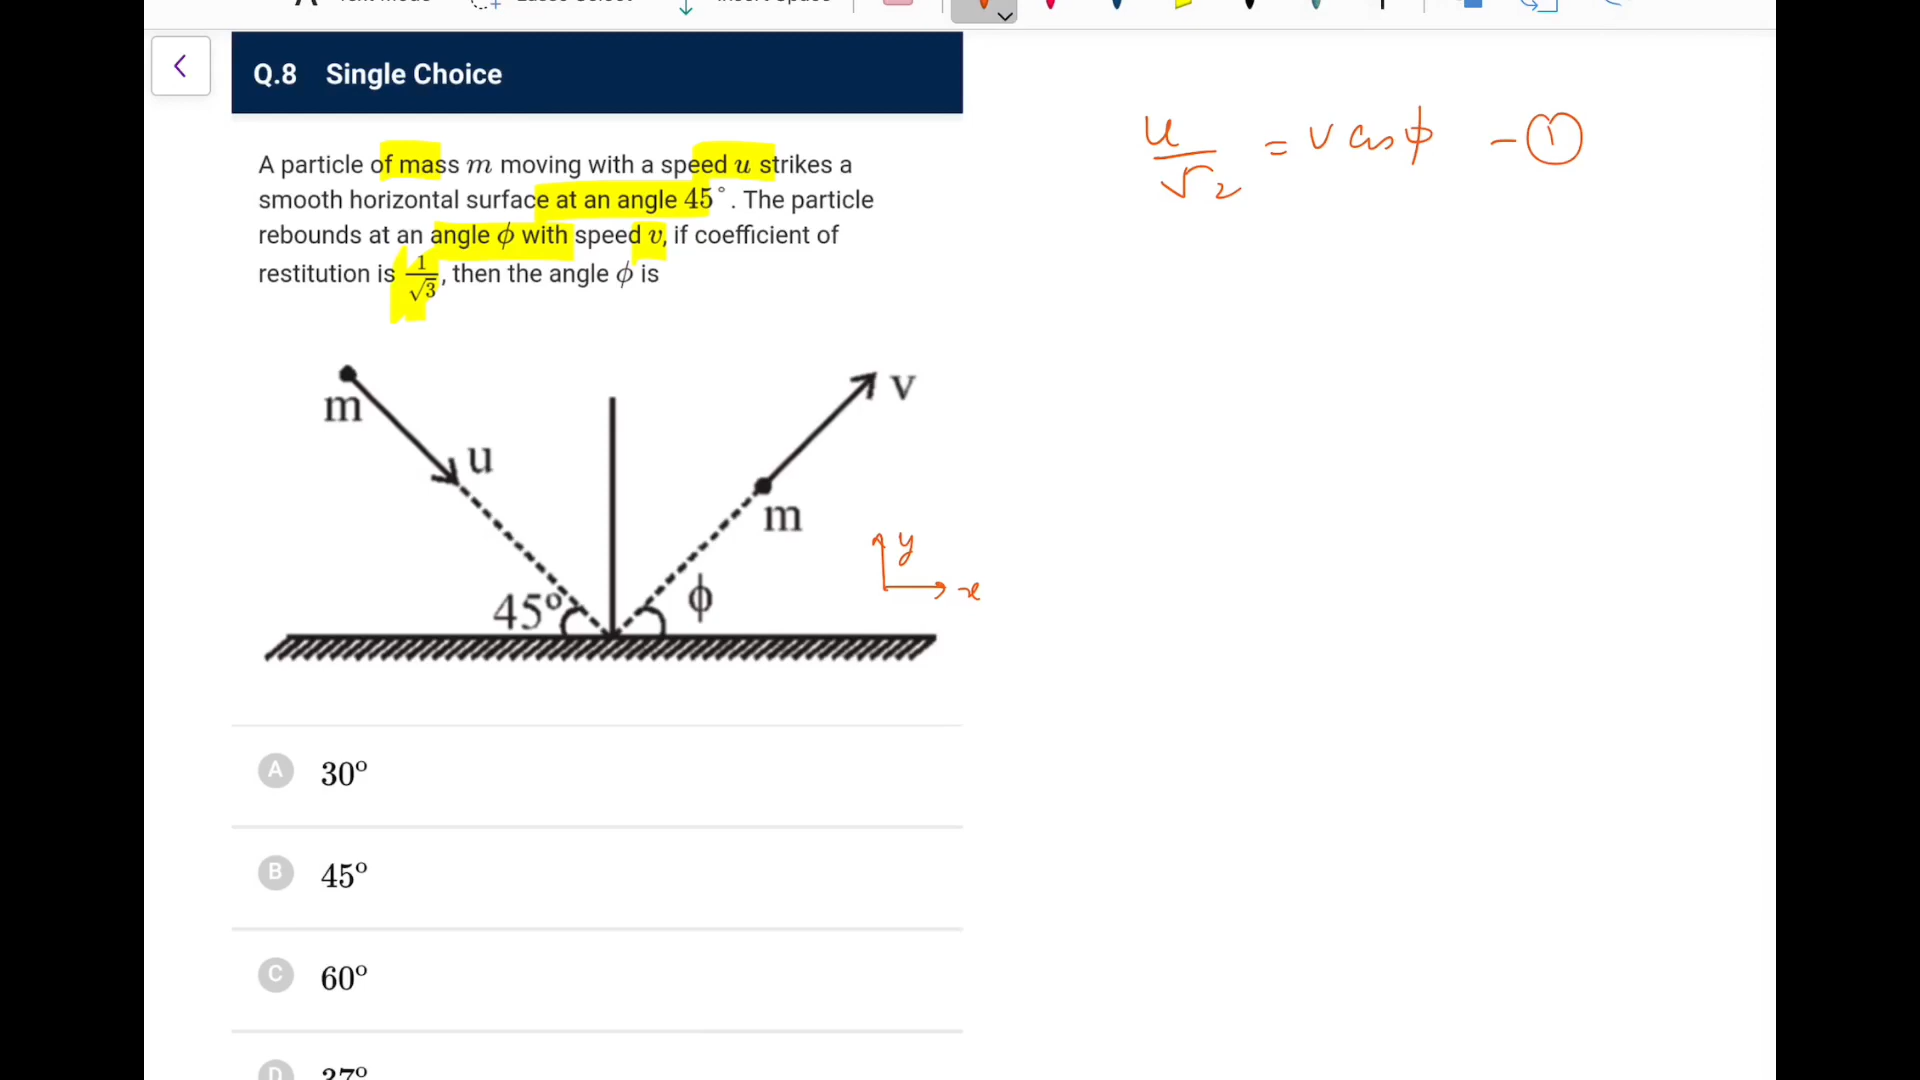 Q.8 Single Choice
A particle of mass m moving with a speed u strikes a
smooth horizontal surface at an angle 45°. The particle
rebounds at an angle ϕ with speed v, if coefficient of
restitution is 1/√3, then the angle ϕ is
m
u
v
m
45°
ϕ
y
x
A 30°
B 45°
C 60°
D 37°
u/√2 = v cos ϕ - ①